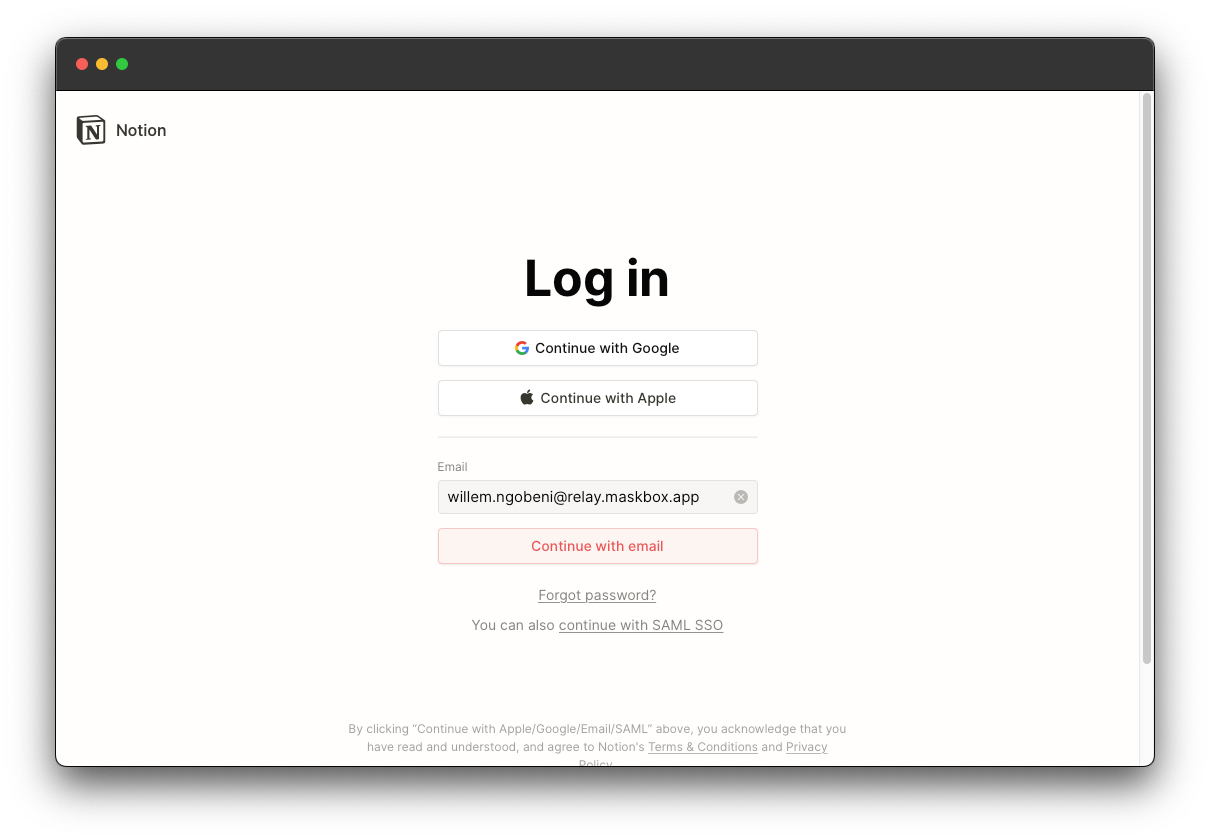 Notion
Log in
Continue with Google
Continue with Apple
Email
willem.ngobeni@relay.maskbox.app
Continue with email
Forgot password?
You can also continue with SAML SSO
By clicking “Continue with Apple/Google/Email/SAML” above, you acknowledge that you
have read and understood, and agree to Notion's Terms & Conditions and Privacy
Policy.